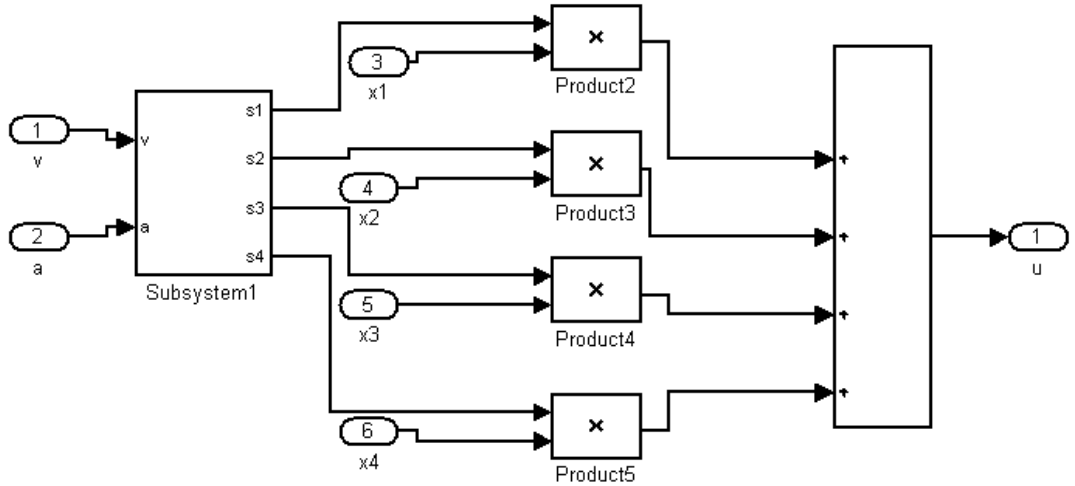 1
v
2
a
v
a
s1
s2
s3
s4
Subsystem1
3
x1
4
x2
5
x3
6
x4
×
Product2
×
Product3
×
Product4
×
Product5
+
+
+
+
1
u